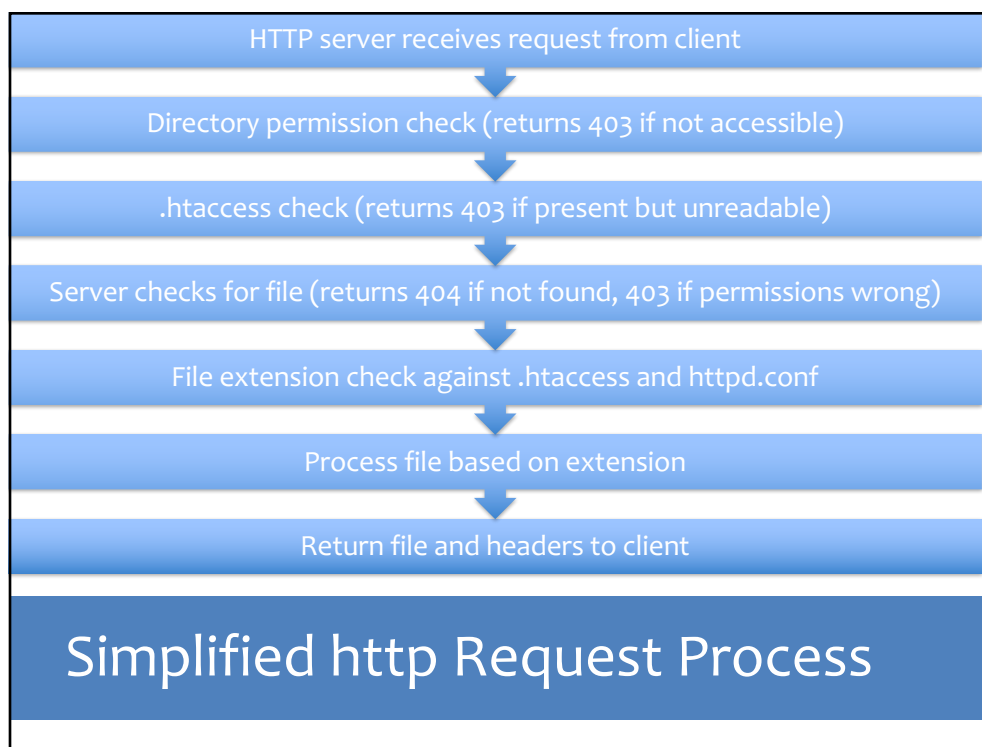 HTTP server receives request from client
Directory permission check (returns 403 if not accessible)
.htaccess check (returns 403 if present but unreadable)
Server checks for file (returns 404 if not found, 403 if permissions wrong)
File extension check against .htaccess and httpd.conf
Process file based on extension
Return file and headers to client
Simplified http Request Process